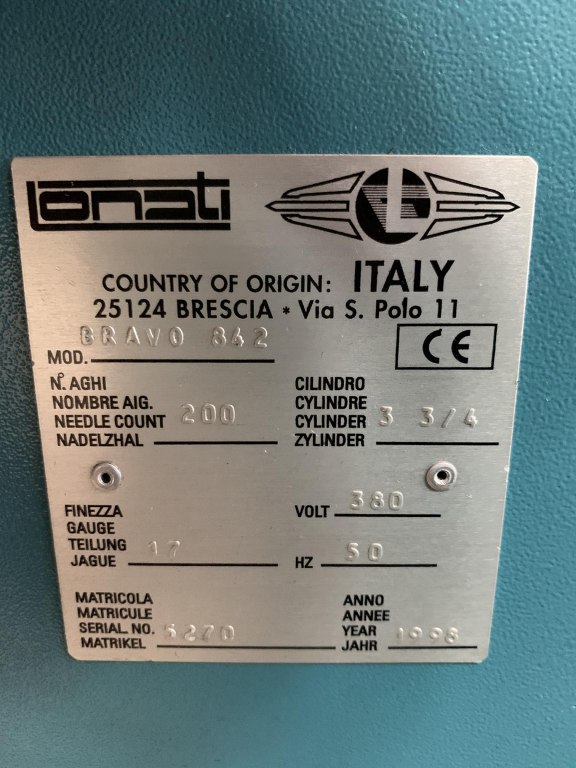 Lonati
L
COUNTRY OF ORIGIN: ITALY
25124 BRESCIA * Via S. Polo 11
MOD. BRAVO 842
CE
N. AGHI
NOMBRE AIG.
NEEDLE COUNT 200
NADELZHAL
CILINDRO
CYLINDRE
CYLINDER 3 3/4
ZYLINDER
FINEZZA
GAUGE
TEILUNG 17
JAGUE
VOLT 380
HZ 50
MATRICOLA
MATRICULE
SERIAL. NO. 5270
MATRIKEL
ANNO
ANNEE
YEAR 1998
JAHR